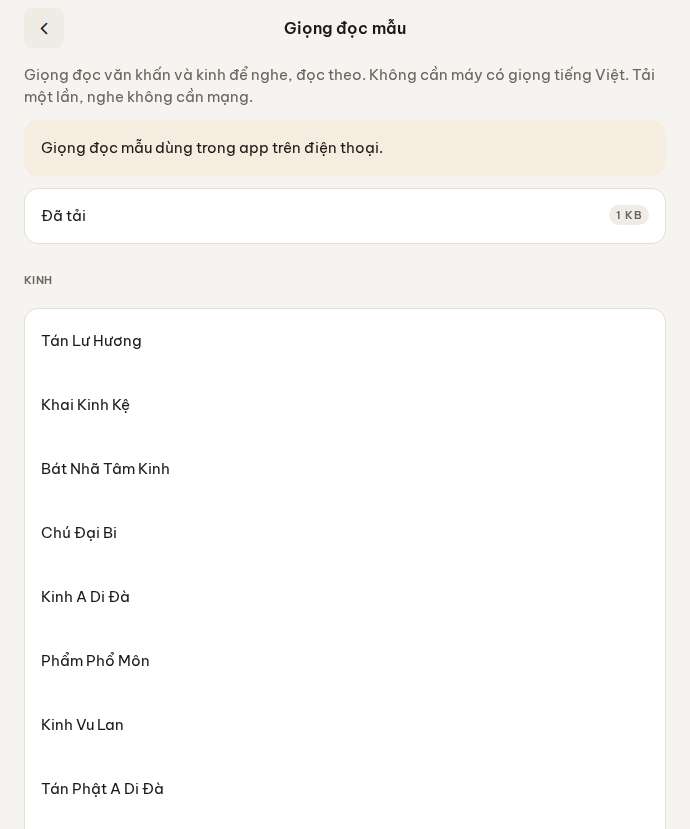 Giọng đọc mẫu
Giọng đọc văn khấn và kinh để nghe, đọc theo. Không cần máy có giọng tiếng Việt. Tải
một lần, nghe không cần mạng.
Giọng đọc mẫu dùng trong app trên điện thoại.
Đã tải
1 KB
KINH
Tán Lư Hương
Khai Kinh Kệ
Bát Nhã Tâm Kinh
Chú Đại Bi
Kinh A Di Đà
Phẩm Phổ Môn
Kinh Vu Lan
Tán Phật A Di Đà